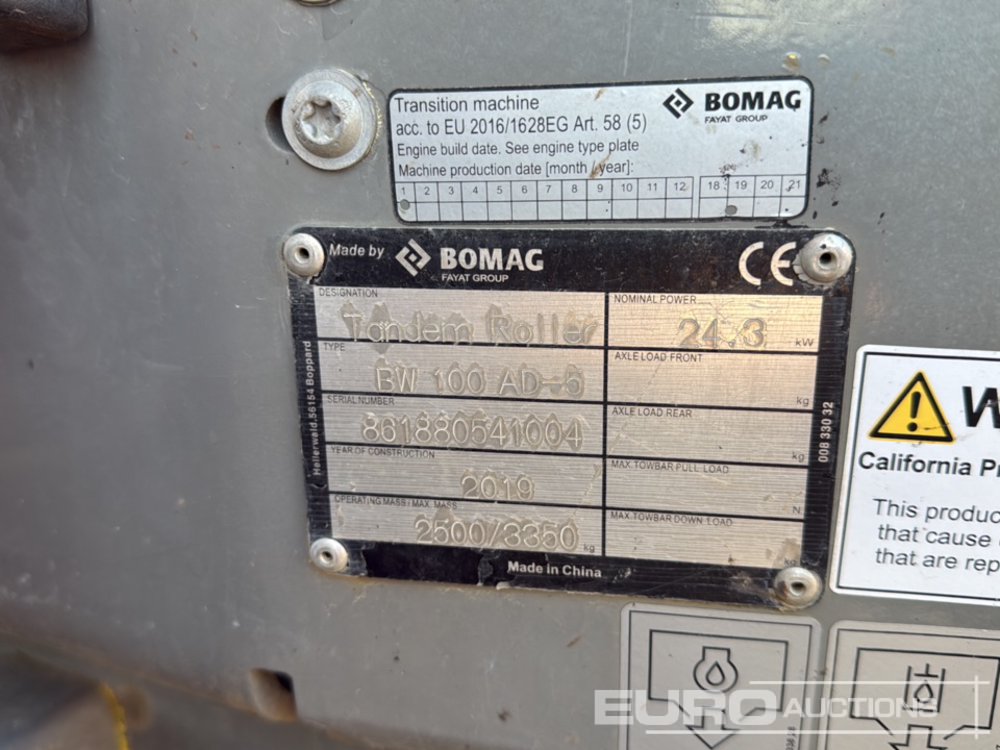 Transition machine
acc. to EU 2016/1628EG Art. 58 (5)
BOMAG
FAYAT GROUP
Engine build date. See engine type plate
Machine production date [month / year]:
1 2 3 4 5 6 7 8 9 10 11 12 18 19 20 21
Made by BOMAG
FAYAT GROUP
CE
DESIGNATION
Tandem Roller
NOMINAL POWER
24.3 kW
TYPE
BW 100 AD-5
AXLE LOAD FRONT
kg
SERIAL NUMBER
861880541004
AXLE LOAD REAR
kg
YEAR OF CONSTRUCTION
2019
MAX.TOWBAR PULL.LOAD
N
OPERATING MASS / MAX. MASS
2500/3350 kg
MAX.TOWBAR DOWN.LOAD
kg
Made in China
Hellerwald.56154 Boppard
008 330 32
W
California Pr
This produc
that cause
that are rep
EURO AUCTIONS